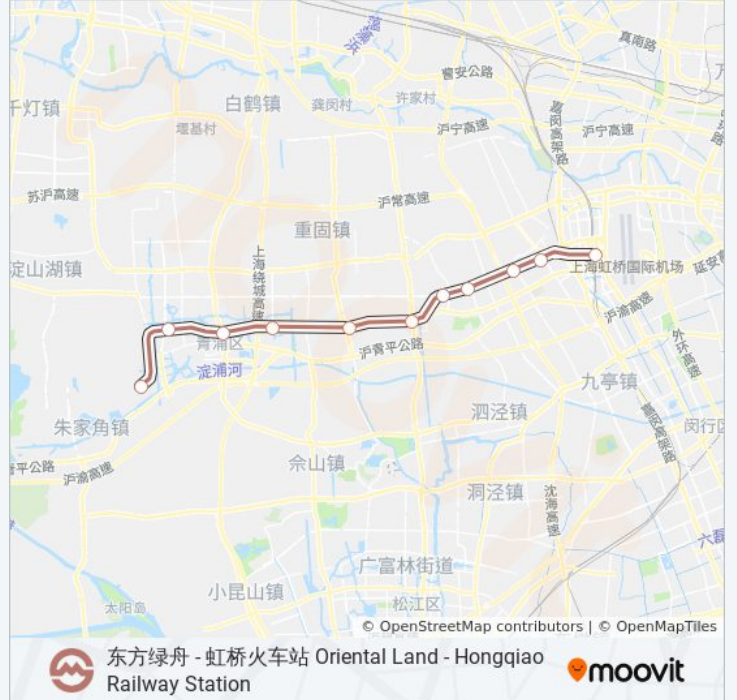 真南路
窗安公路
许家村
千灯镇
白鹤镇
龚闵村
堰基村
沪宁高速
沪宁高速
嘉闵高架路
苏沪高速
沪常高速
重固镇
淀山湖镇
上海绕城高速
上海虹桥国际机场
沪渝高速
青浦区
沪青平公路
外环高速
淀浦河
九亭镇
朱家角镇
泗泾镇
嘉闵高架路
闵行区
青平公路
沪渝高速
佘山镇
洞泾镇
沈海高速
广富林街道
小昆山镇
松江区
太阳岛
© OpenStreetMap contributors | © OpenMapTiles
东方绿舟 - 虹桥火车站 Oriental Land - Hongqiao
Railway Station
moovit